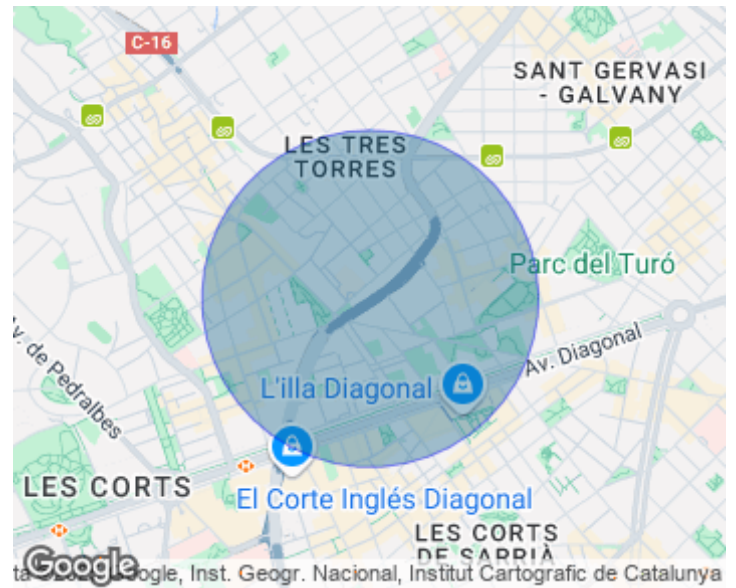 C-16
SANT GERVASI
- GALVANY
LES TRES
TORRES
Parc del Turó
Av. de Pedralbes
Av. Diagonal
L'illa Diagonal
LES CORTS
El Corte Inglés Diagonal
LES CORTS
DE SARRIÀ
Google
Google, Inst. Geogr. Nacional, Institut Cartografic de Catalunya